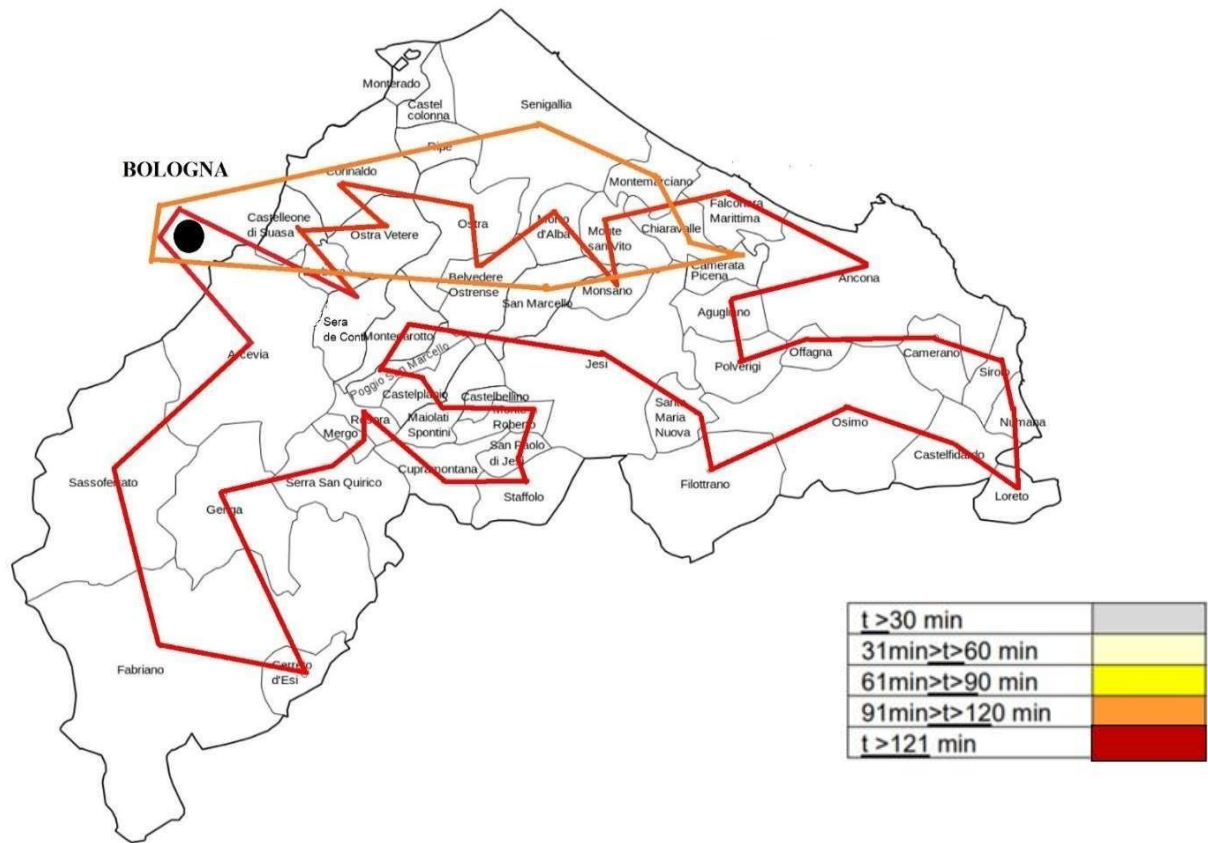 Monterado
Castel
colonna
Senigallia
Ripe
BOLOGNA
Corinaldo
Montemarciano
Castelleone
di Suasa
Ostra Vetere
Ostra
Morro
d'Alba
Monte
san Vito
Chiaravalle
Falconara
Marittima
Camerata
Picena
Ancona
Belvedere
Ostrense
San Marcello
Monsano
Agugliano
Sera
de Conti
Montecarotto
Poggio San Marcello
Arcevia
Jesi
Polverigi
Offagna
Camerano
Sirolo
Castelplanio
Castelbellino
Rosora
Mergo
Maiolati
Spontini
Monte
Roberto
Santa
Maria
Nuova
Osimo
Numana
San Paolo
di Jesi
Castelfidardo
Sassoferrato
Genga
Serra San Quirico
Cupramontana
Staffolo
Filottrano
Loreto
Fabriano
Cerreto
d'Esi
t >30 min
31min>t>60 min
61min>t>90 min
91min>t>120 min
t >121 min